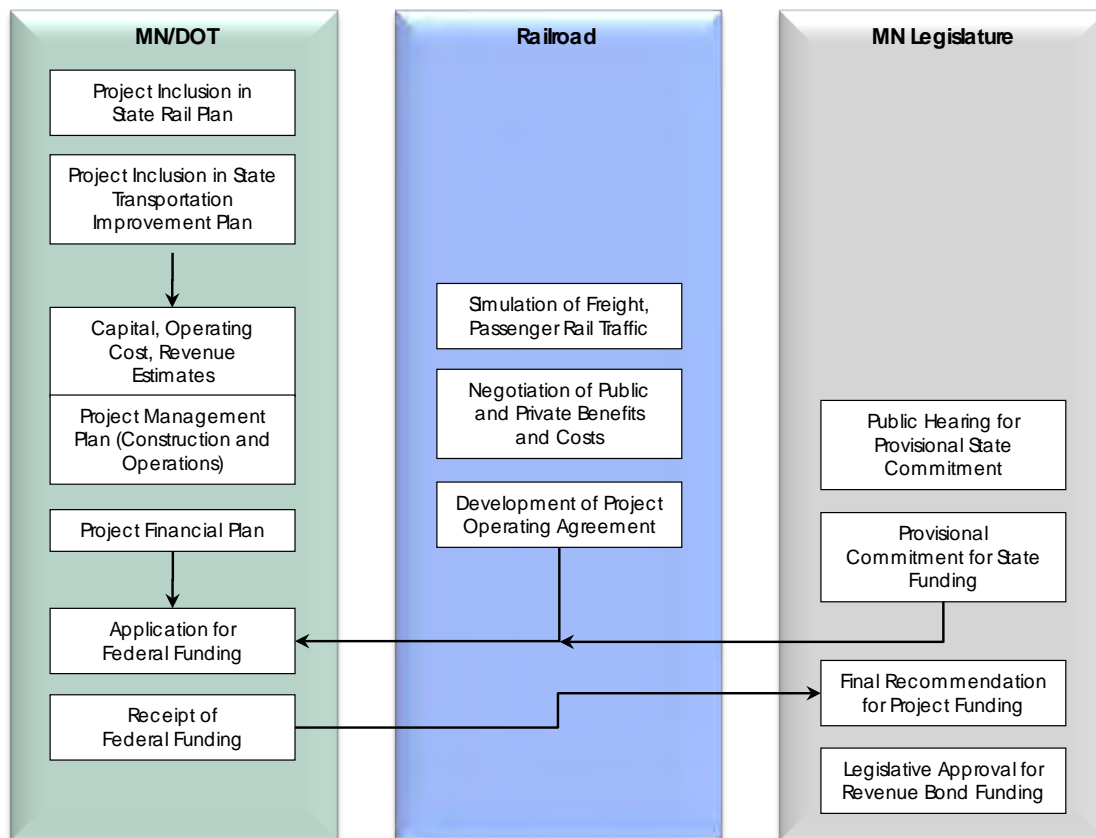 MN/DOT
Project Inclusion in
State Rail Plan
Project Inclusion in State
Transportation
Improvement Plan
Capital, Operating
Cost, Revenue
Estimates
Project Management
Plan (Construction and
Operations)
Project Financial Plan
Application for
Federal Funding
Receipt of
Federal Funding
Railroad
Simulation of Freight,
Passenger Rail Traffic
Negotiation of Public
and Private Benefits
and Costs
Development of Project
Operating Agreement
MN Legislature
Public Hearing for
Provisional State
Commitment
Provisional
Commitment for State
Funding
Final Recommendation
for Project Funding
Legislative Approval for
Revenue Bond Funding